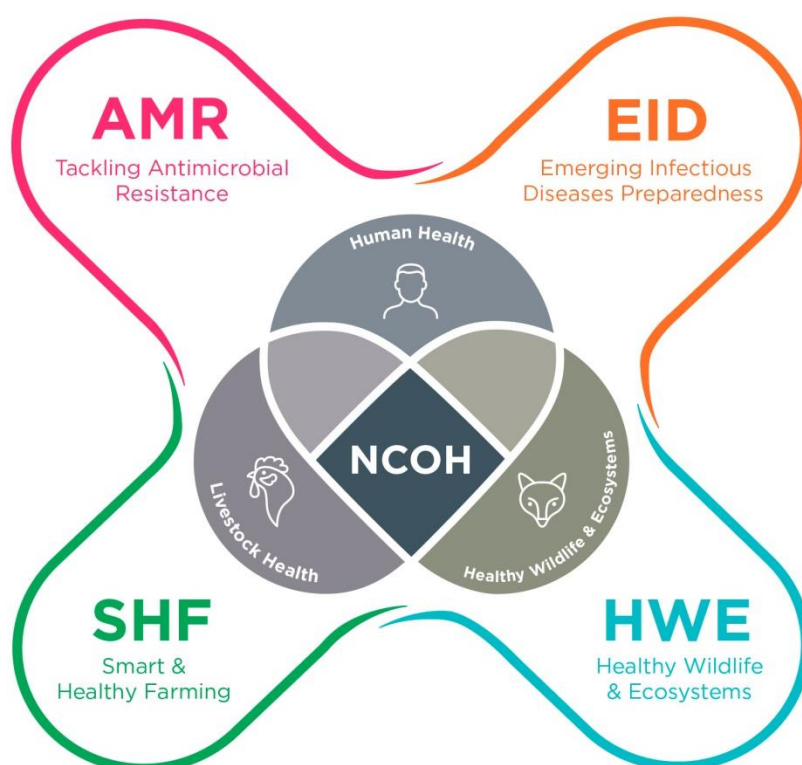 AMR
Tackling Antimicrobial
Resistance
EID
Emerging Infectious
Diseases Preparedness
Human Health
NCOH
Livestock Health
Healthy Wildlife & Ecosystems
SHF
Smart &
Healthy Farming
HWE
Healthy Wildlife
& Ecosystems